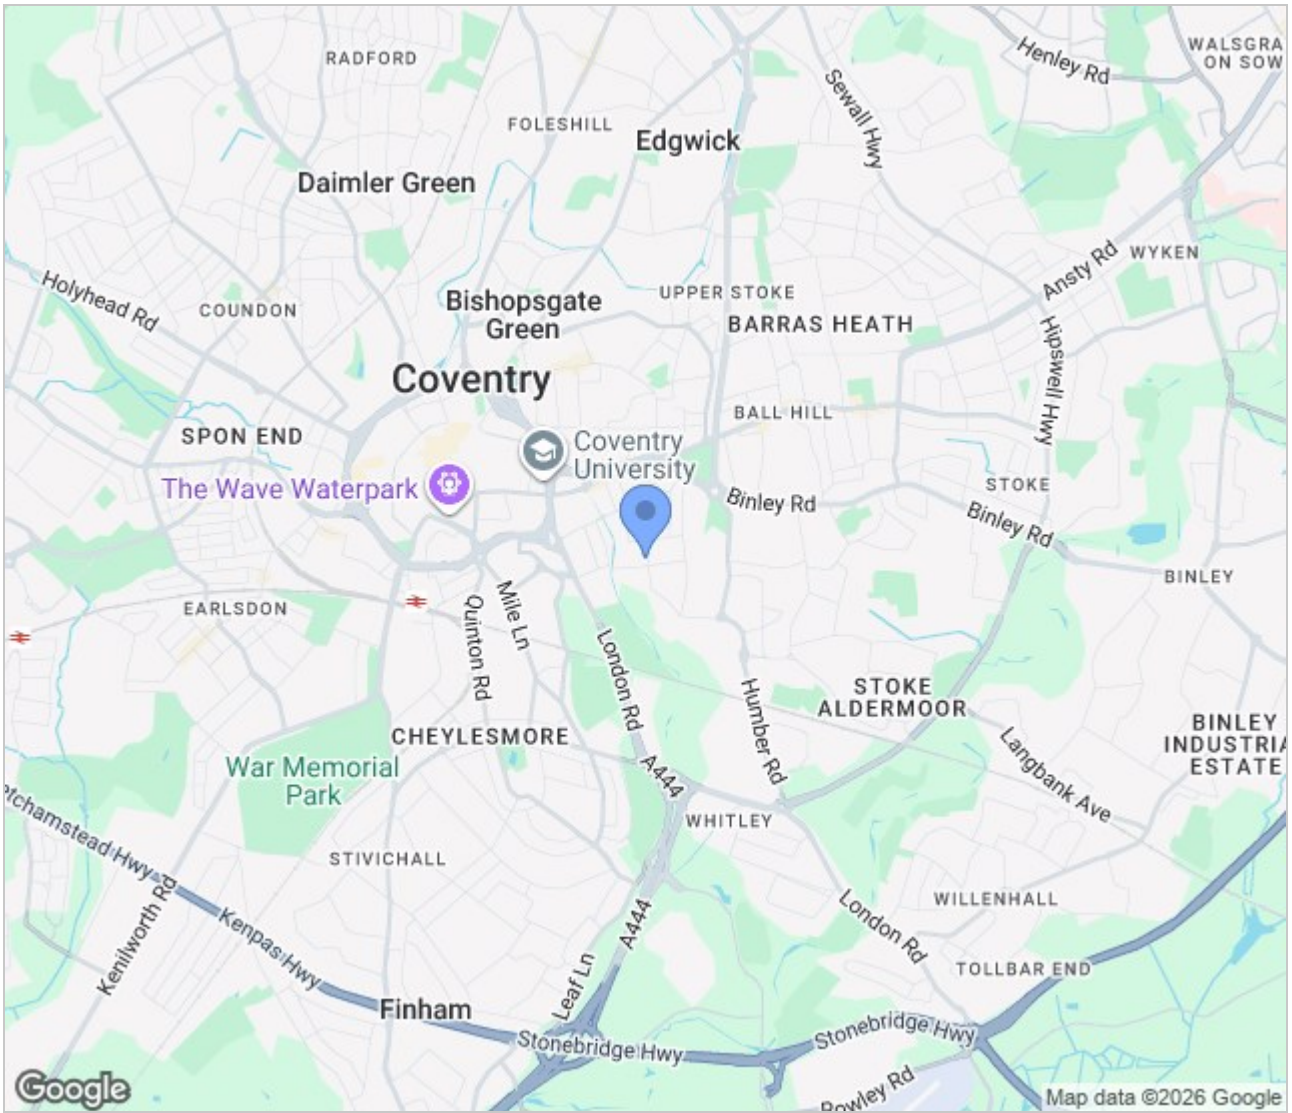 RADFORD
Henley Rd
WALSGRA
ON SOW
Sewall Hwy
FOLESHILL
Edgwick
Daimler Green
Ansty Rd
WYKEN
Holyhead Rd
COUNDON
Bishopsgate
Green
UPPER STOKE
BARRAS HEATH
Hipswell Hwy
Coventry
BALL HILL
SPON END
Coventry
University
The Wave Waterpark
STOKE
Binley Rd
Binley Rd
BINLEY
EARLSDON
Mile Ln
Quinton Rd
London Rd
Humber Rd
STOKE
ALDERMOOR
CHEYLESMORE
Langbank Ave
BINLEY
INDUSTRIA
ESTATE
War Memorial
Park
A444
etchamstead Hwy
WHITLEY
STIVICHALL
Kenilworth Rd
Kenpas Hwy
A444
London Rd
WILLENHALL
Leaf Ln
TOLLBAR END
Finham
Stonebridge Hwy
Stonebridge Hwy
Rowley Rd
Google
Map data ©2026 Google